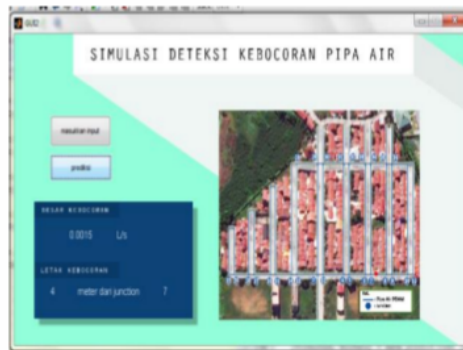 GUI2
SIMULASI DETEKSI KEBOCORAN PIPA AIR
masukkan input
prediksi
BESAR KEBOCORAN
0.0015 L/s
LETAK KEBOCORAN
4 meter dari junction 7